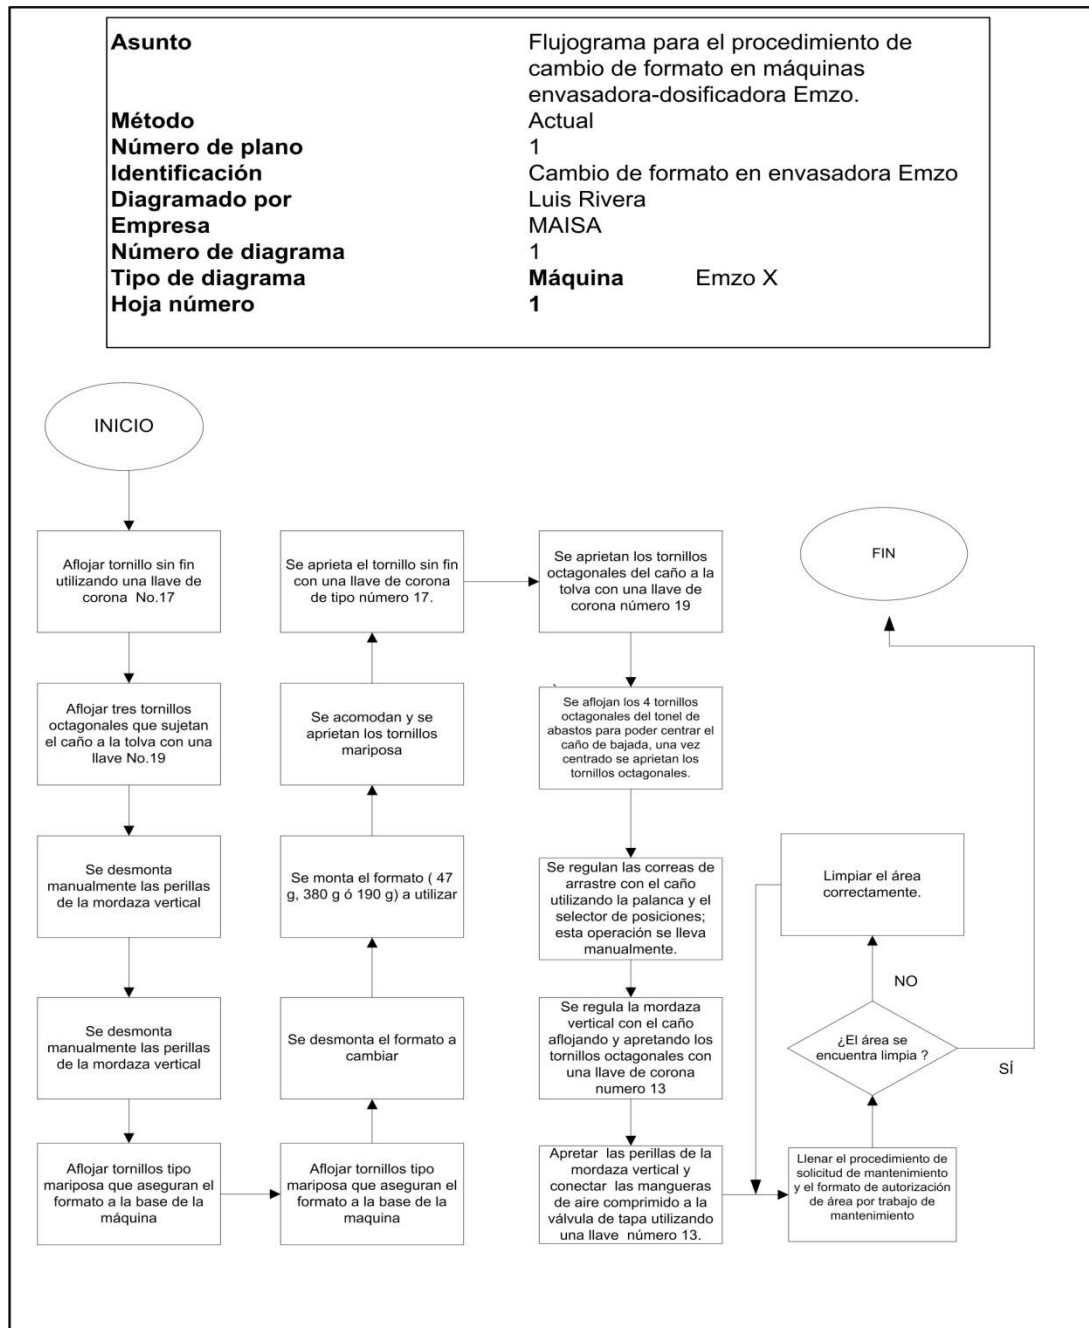 Asunto Flujograma para el procedimiento de
cambio de formato en máquinas
envasadora-dosificadora Emzo.
Método Actual
Número de plano 1
Identificación Cambio de formato en envasadora Emzo
Diagramado por Luis Rivera
Empresa MAISA
Número de diagrama 1
Tipo de diagrama Máquina Emzo X
Hoja número 1
INICIO
Aflojar tornillo sin fin
utilizando una llave de
corona No.17
Aflojar tres tornillos
octagonales que sujetan
el caño a la tolva con una
llave No.19
Se desmonta
manualmente las perillas
de la mordaza vertical
Se desmonta
manualmente las perillas
de la mordaza vertical
Aflojar tornillos tipo
mariposa que aseguran el
formato a la base de la
máquina
Aflojar tornillos tipo
mariposa que aseguran el
formato a la base de la
maquina
Se desmonta el formato a
cambiar
Se monta el formato ( 47
g, 380 g ó 190 g) a utilizar
Se acomodan y se
aprietan los tornillos
mariposa
Se aprieta el tornillo sin fin
con una llave de corona
de tipo número 17.
Se aprietan los tornillos
octagonales del caño a la
tolva con una llave de
corona número 19
Se aflojan los 4 tornillos
octagonales del tonel de
abastos para poder centrar el
caño de bajada, una vez
centrado se aprietan los
tornillos octagonales.
Se regulan las correas de
arrastre con el caño
utilizando la palanca y el
selector de posiciones;
esta operación se lleva
manualmente.
Se regula la mordaza
vertical con el caño
aflojando y apretando los
tornillos octagonales con
una llave de corona
numero 13
Apretar las perillas de la
mordaza vertical y
conectar las mangueras
de aire comprimido a la
válvula de tapa utilizando
una llave número 13.
Llenar el procedimiento de
solicitud de mantenimiento
y el formato de autorización
de área por trabajo de
mantenimiento
¿El área se
encuentra limpia ?
NO
SÍ
Limpiar el área
correctamente.
FIN